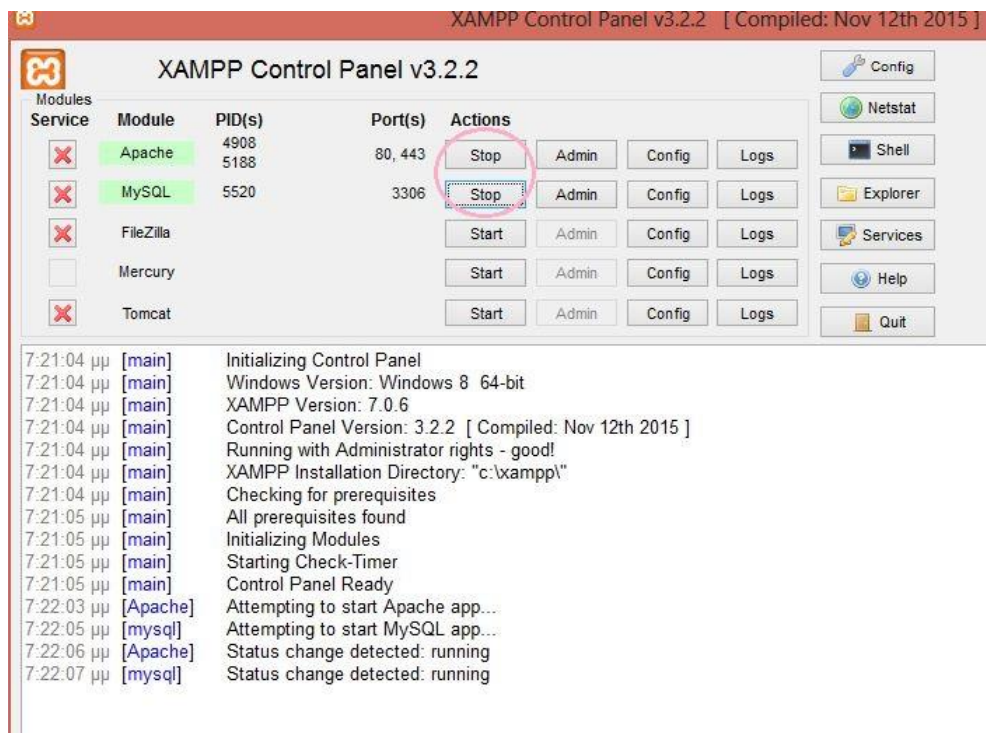 XAMPP Control Panel v3.2.2 [ Compiled: Nov 12th 2015 ]
XAMPP Control Panel v3.2.2
Config
Modules
Netstat
Service Module PID(s) Port(s) Actions
Apache 4908 5188 80, 443 Stop Admin Config Logs
Shell
MySQL 5520 3306 Stop Admin Config Logs
Explorer
FileZilla Start Admin Config Logs
Services
Mercury Start Admin Config Logs
Help
Tomcat Start Admin Config Logs
Quit
7:21:04 μμ [main] Initializing Control Panel
7:21:04 μμ [main] Windows Version: Windows 8 64-bit
7:21:04 μμ [main] XAMPP Version: 7.0.6
7:21:04 μμ [main] Control Panel Version: 3.2.2 [ Compiled: Nov 12th 2015 ]
7:21:04 μμ [main] Running with Administrator rights - good!
7:21:04 μμ [main] XAMPP Installation Directory: "c:\xampp\"
7:21:04 μμ [main] Checking for prerequisites
7:21:05 μμ [main] All prerequisites found
7:21:05 μμ [main] Initializing Modules
7:21:05 μμ [main] Starting Check-Timer
7:21:05 μμ [main] Control Panel Ready
7:22:03 μμ [Apache] Attempting to start Apache app...
7:22:05 μμ [mysql] Attempting to start MySQL app...
7:22:06 μμ [Apache] Status change detected: running
7:22:07 μμ [mysql] Status change detected: running